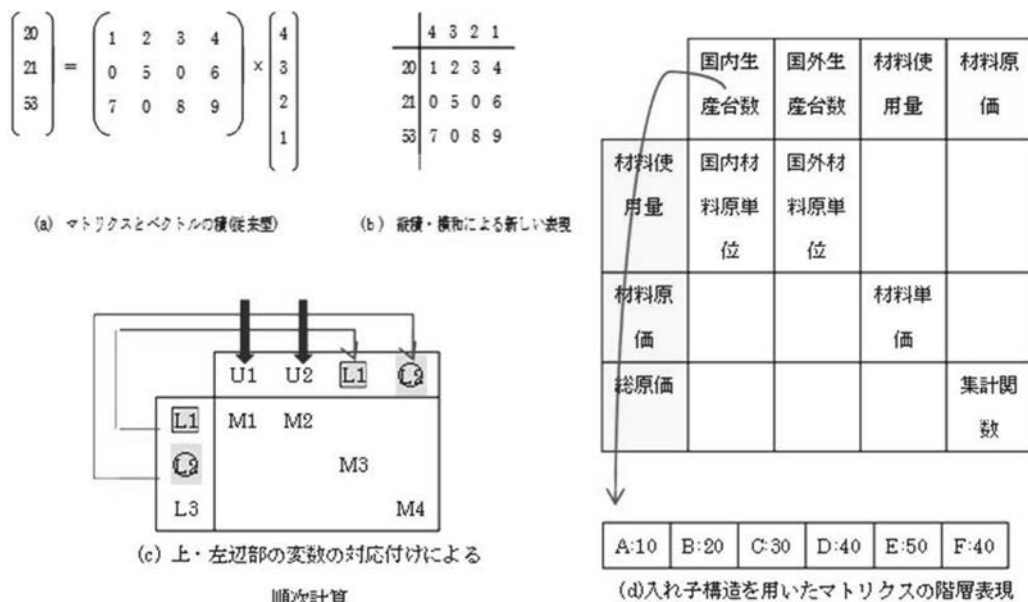 20
21
53
=
1 2 3 4
0 5 0 6
7 0 8 9
×
4
3
2
1
(a) マトリクスとベクトルの積(従来型)
4 3 2 1
20 1 2 3 4
21 0 5 0 6
53 7 0 8 9
(b) 縦積・横和による新しい表現
U1 U2 L1 L2
L1 M1 M2
L2 M3
L3 M4
(c) 上・左辺部の変数の対応付けによる
順次計算
国内生 国外生 材料使 材料原
産台数 産台数 用量 価
材料使 国内材 国外材
用量 料原単 料原単
位 位
材料原 材料単
価 価
総原価 集計関
数
A:10 B:20 C:30 D:40 E:50 F:40
(d)入れ子構造を用いたマトリクスの階層表現